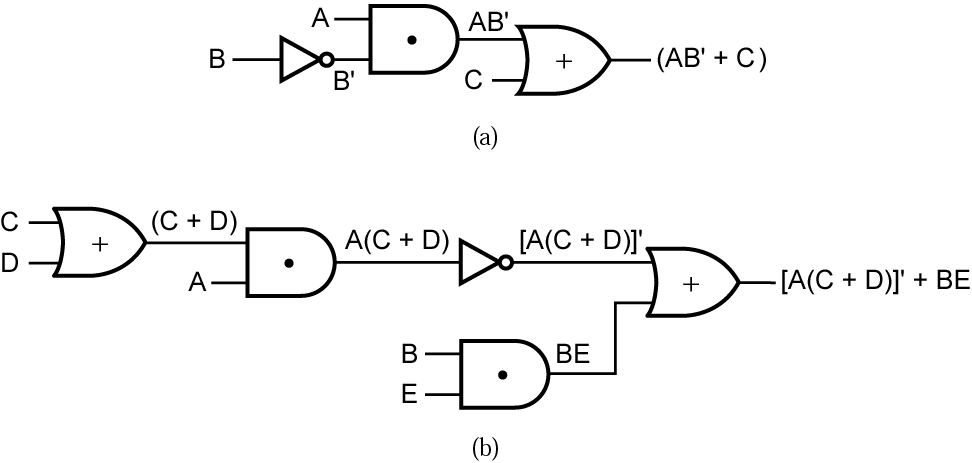 A
AB'
B
B'
C
(AB' + C )
(a)
C
D
(C + D)
A
A(C + D)
[A(C + D)]'
[A(C + D)]' + BE
B
E
BE
(b)